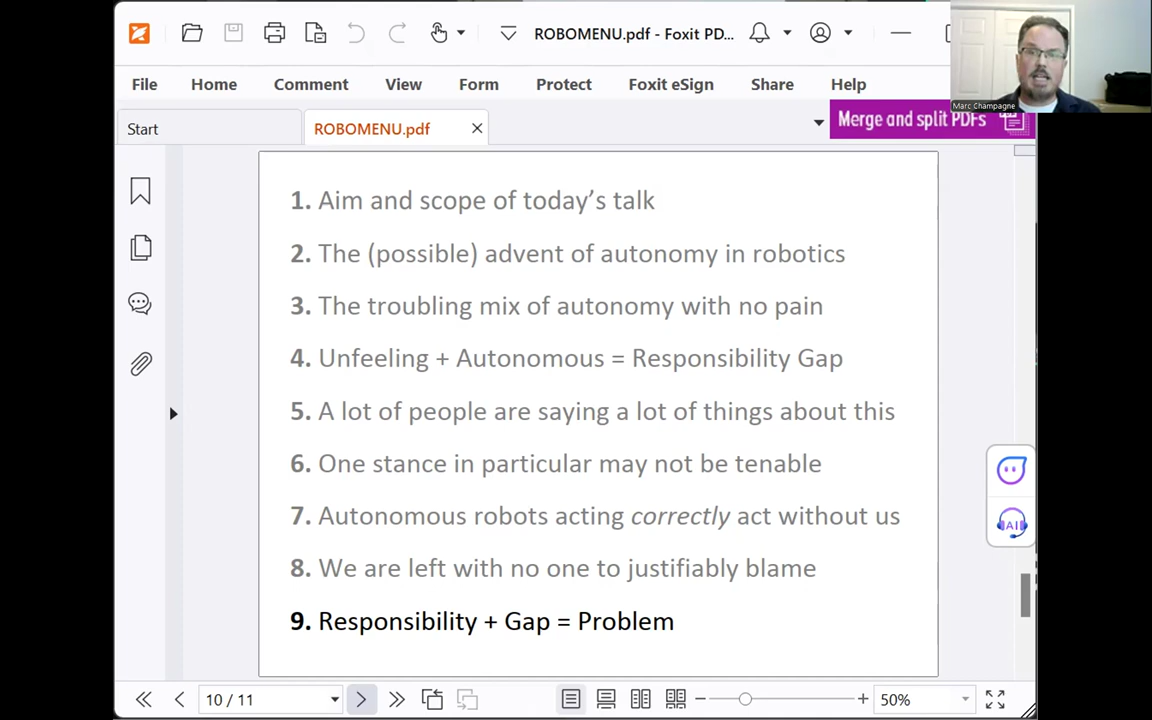 ROBOMENU.pdf - Foxit PD...
Marc Champagne
File Home Comment View Form Protect Foxit eSign Share Help
Start ROBOMENU.pdf Merge and split PDFs
1. Aim and scope of today's talk
2. The (possible) advent of autonomy in robotics
3. The troubling mix of autonomy with no pain
4. Unfeeling + Autonomous = Responsibility Gap
5. A lot of people are saying a lot of things about this
6. One stance in particular may not be tenable
7. Autonomous robots acting correctly act without us
AI
8. We are left with no one to justifiably blame
9. Responsibility + Gap = Problem
10 / 11 50%